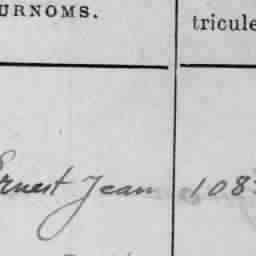 URNOMS.
tricule
Ernest Jean 108